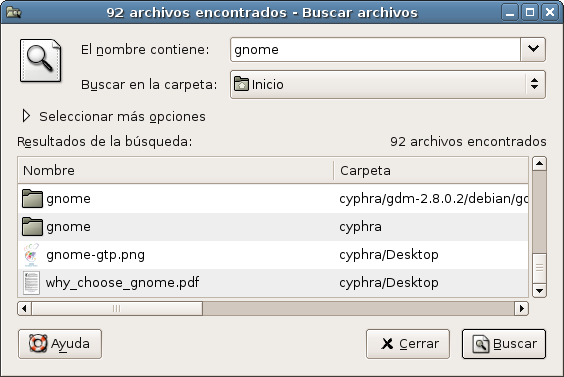 92 archivos encontrados - Buscar archivos
El nombre contiene: gnome
Buscar en la carpeta: Inicio
Seleccionar más opciones
Resultados de la búsqueda: 92 archivos encontrados
Nombre Carpeta
gnome cyphra/gdm-2.8.0.2/debian/gd
gnome cyphra
gnome-gtp.png cyphra/Desktop
why_choose_gnome.pdf cyphra/Desktop
Ayuda Cerrar Buscar